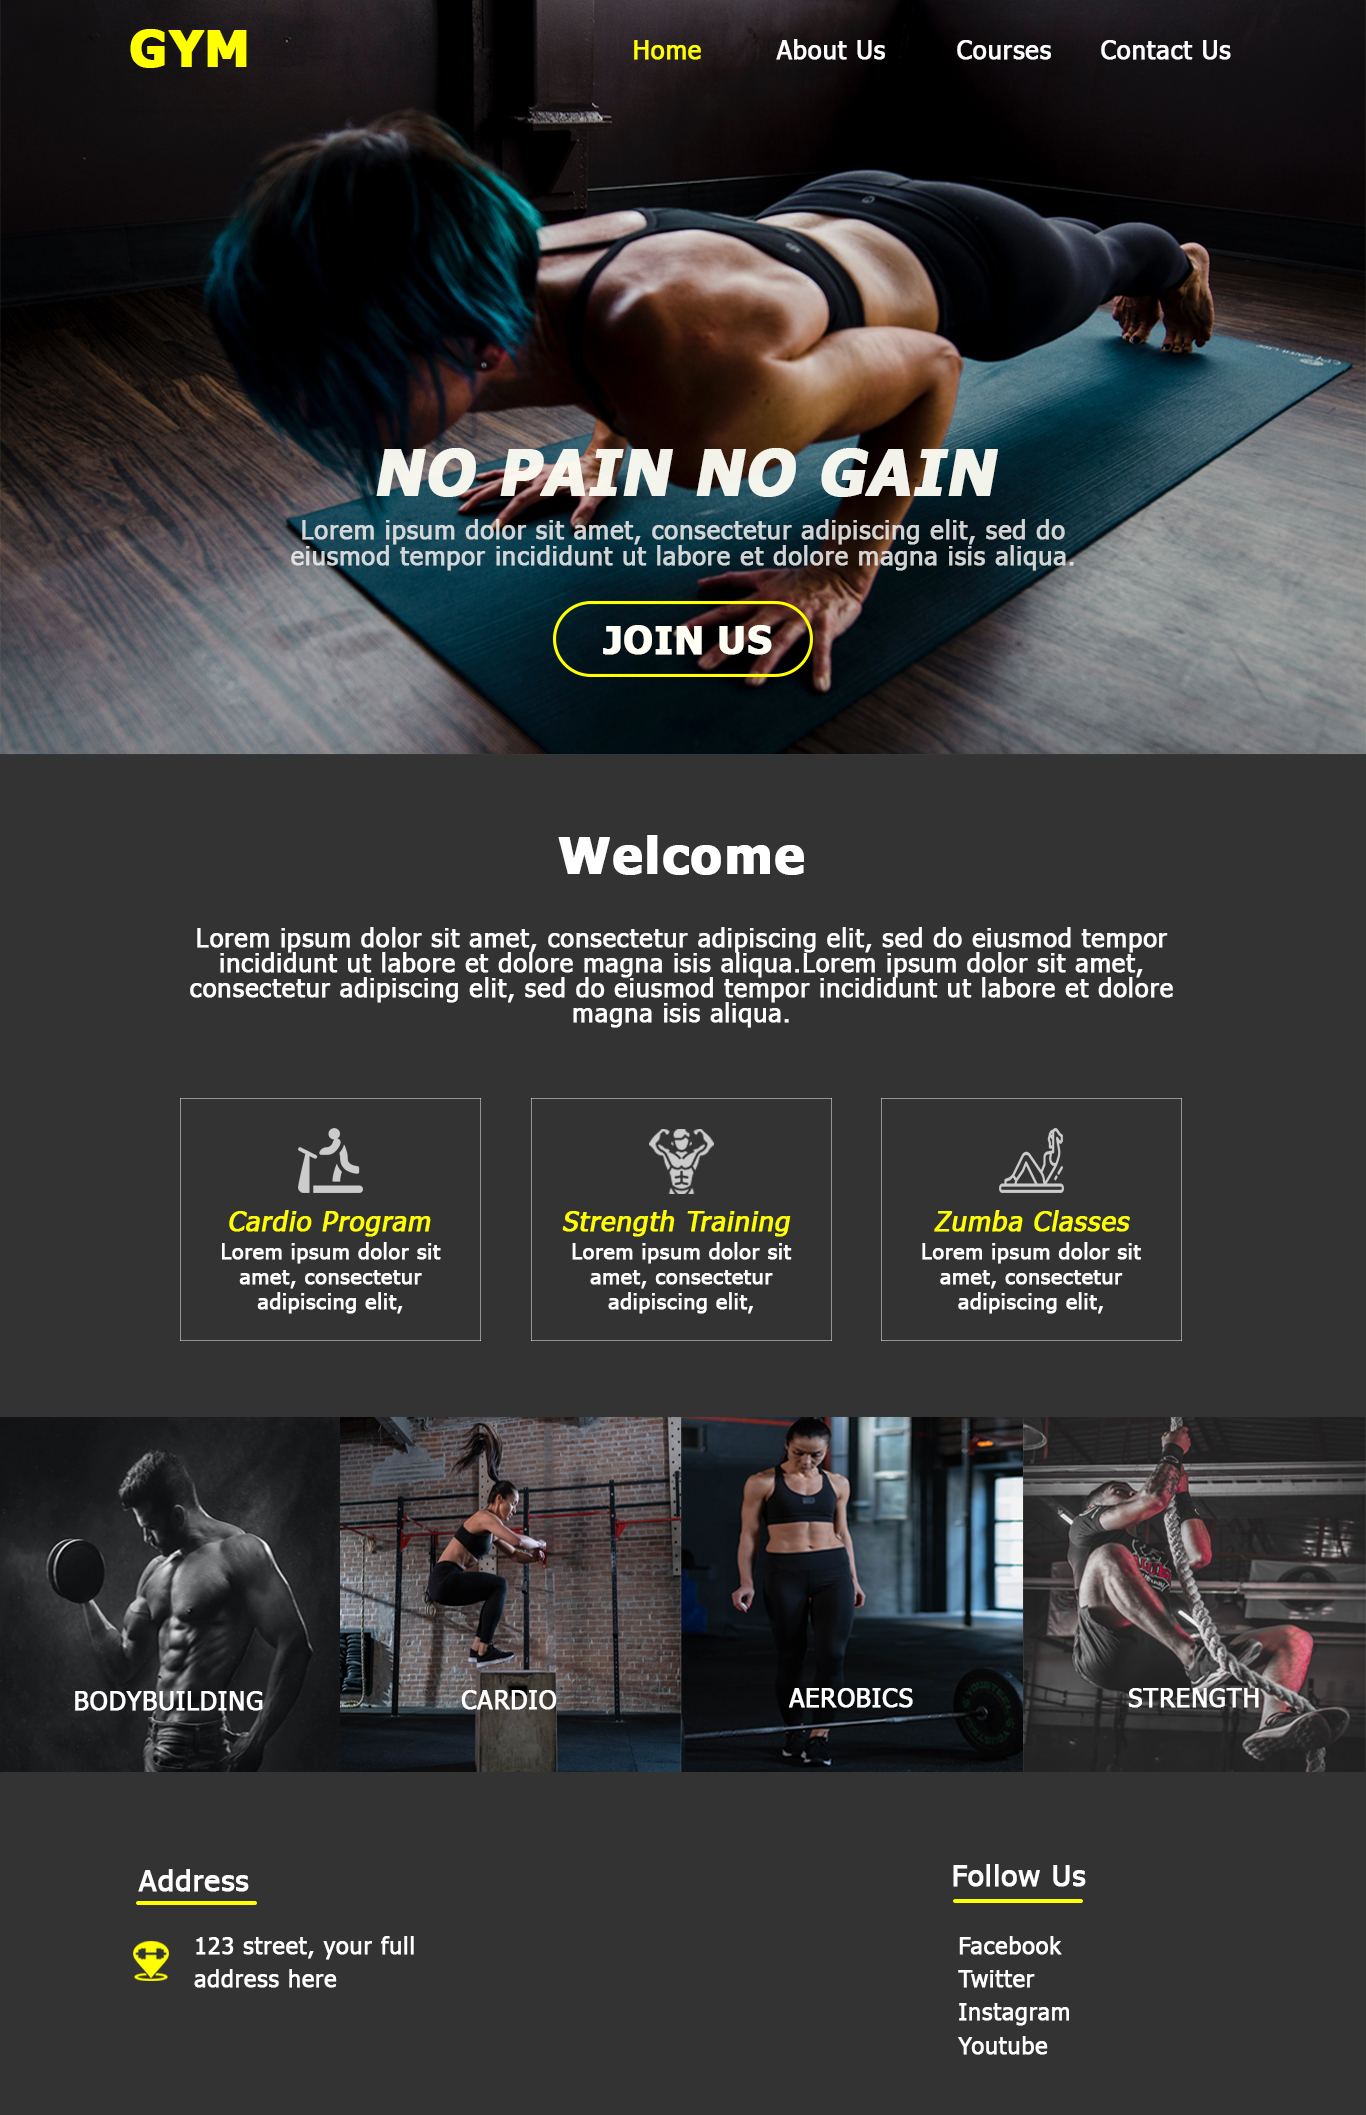 GYM
Home
About Us
Courses
Contact Us
NO PAIN NO GAIN
Lorem ipsum dolor sit amet, consectetur adipiscing elit, sed do
eiusmod tempor incididunt ut labore et dolore magna isis aliqua.
JOIN US
Welcome
Lorem ipsum dolor sit amet, consectetur adipiscing elit, sed do eiusmod tempor
incididunt ut labore et dolore magna isis aliqua.Lorem ipsum dolor sit amet,
consectetur adipiscing elit, sed do eiusmod tempor incididunt ut labore et dolore
magna isis aliqua.
Cardio Program
Lorem ipsum dolor sit
amet, consectetur
adipiscing elit,
Strength Training
Lorem ipsum dolor sit
amet, consectetur
adipiscing elit,
Zumba Classes
Lorem ipsum dolor sit
amet, consectetur
adipiscing elit,
BODYBUILDING
CARDIO
AEROBICS
STRENGTH
Address
123 street, your full
address here
Follow Us
Facebook
Twitter
Instagram
Youtube